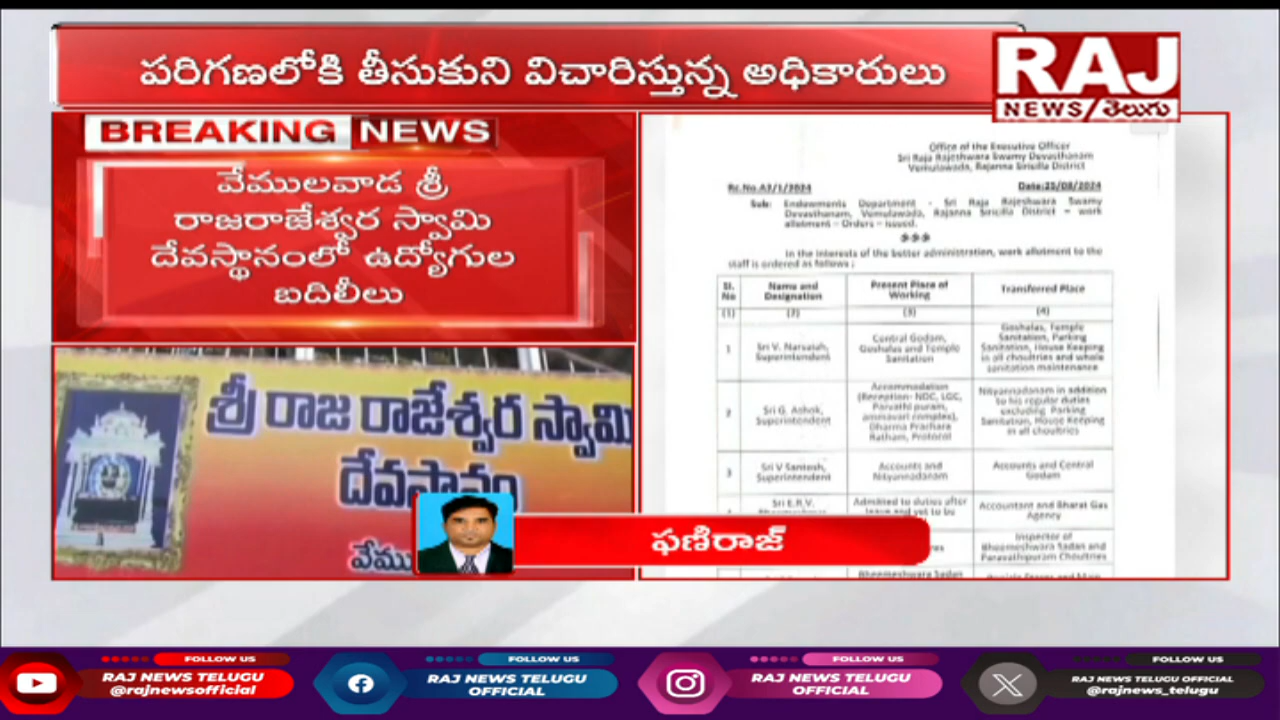 పరిగణలోకి తీసుకుని విచారిస్తున్న అధికారులు
RAJ
NEWS తెలుగు
BREAKING NEWS
వేములవాడ శ్రీ
రాజరాజేశ్వర స్వామి
దేవస్థానంలో ఉద్యోగుల
బదిలీలు
Office of the Executive Officer
Sri Raja Rajeshwara Swamy Devasthanam
Vemulawada, Rajanna Siricilla District
Rc.No.A2/1/2024 Date:25/08/2024
Sub: Endowments Department - Sri Raja Rajeshwara Swamy
Devasthanam, Vemulawada, Rajanna Siricilla District – work
allotment – Orders – issued.
In the interests of the better administration, work allotment to the
staff is ordered as follows ;
Sl. No Name and Designation Present Place of Working Transferred Place
(1) (2) (3) (4)
1 Sri V. Narsaiah, Superintendent Central Godam, Goshalas and Temple Sanitation Goshalas, Temple Sanitation, Parking Sanitation, House Keeping in all choultries and whole sanitation maintenance
2 Sri G. Ashok, Superintendent Accommodation (Reception- NDC, LGC, Parvathi puram, ammavari complex), Dharma Prachara Ratham, Protocol Nityannadanam in addition to his regular duties excluding Parking Sanitation, House Keeping in all choultries
3 Sri V Santosh, Superintendent Accounts and Nityannadanam Accounts and Central Godam
Sri E.R.V. Admitted to duties after leave and yet to be Accountant and Bharat Gas Agency
Inspector of Bheemeshwara Sadan and Paravathipuram Choultries
Bheemeshwara Sadan
శ్రీ రాజ రాజేశ్వర స్వామి
దేవస్థానం
వేము
ఫణిరాజ్
FOLLOW US
RAJ NEWS TELUGU
@rajnewsofficial
FOLLOW US
RAJ NEWS TELUGU
OFFICIAL
FOLLOW US
RAJ NEWS TELUGU
OFFICIAL
FOLLOW US
RAJ NEWS TELUGU OFFICIAL
@rajnews_telugu